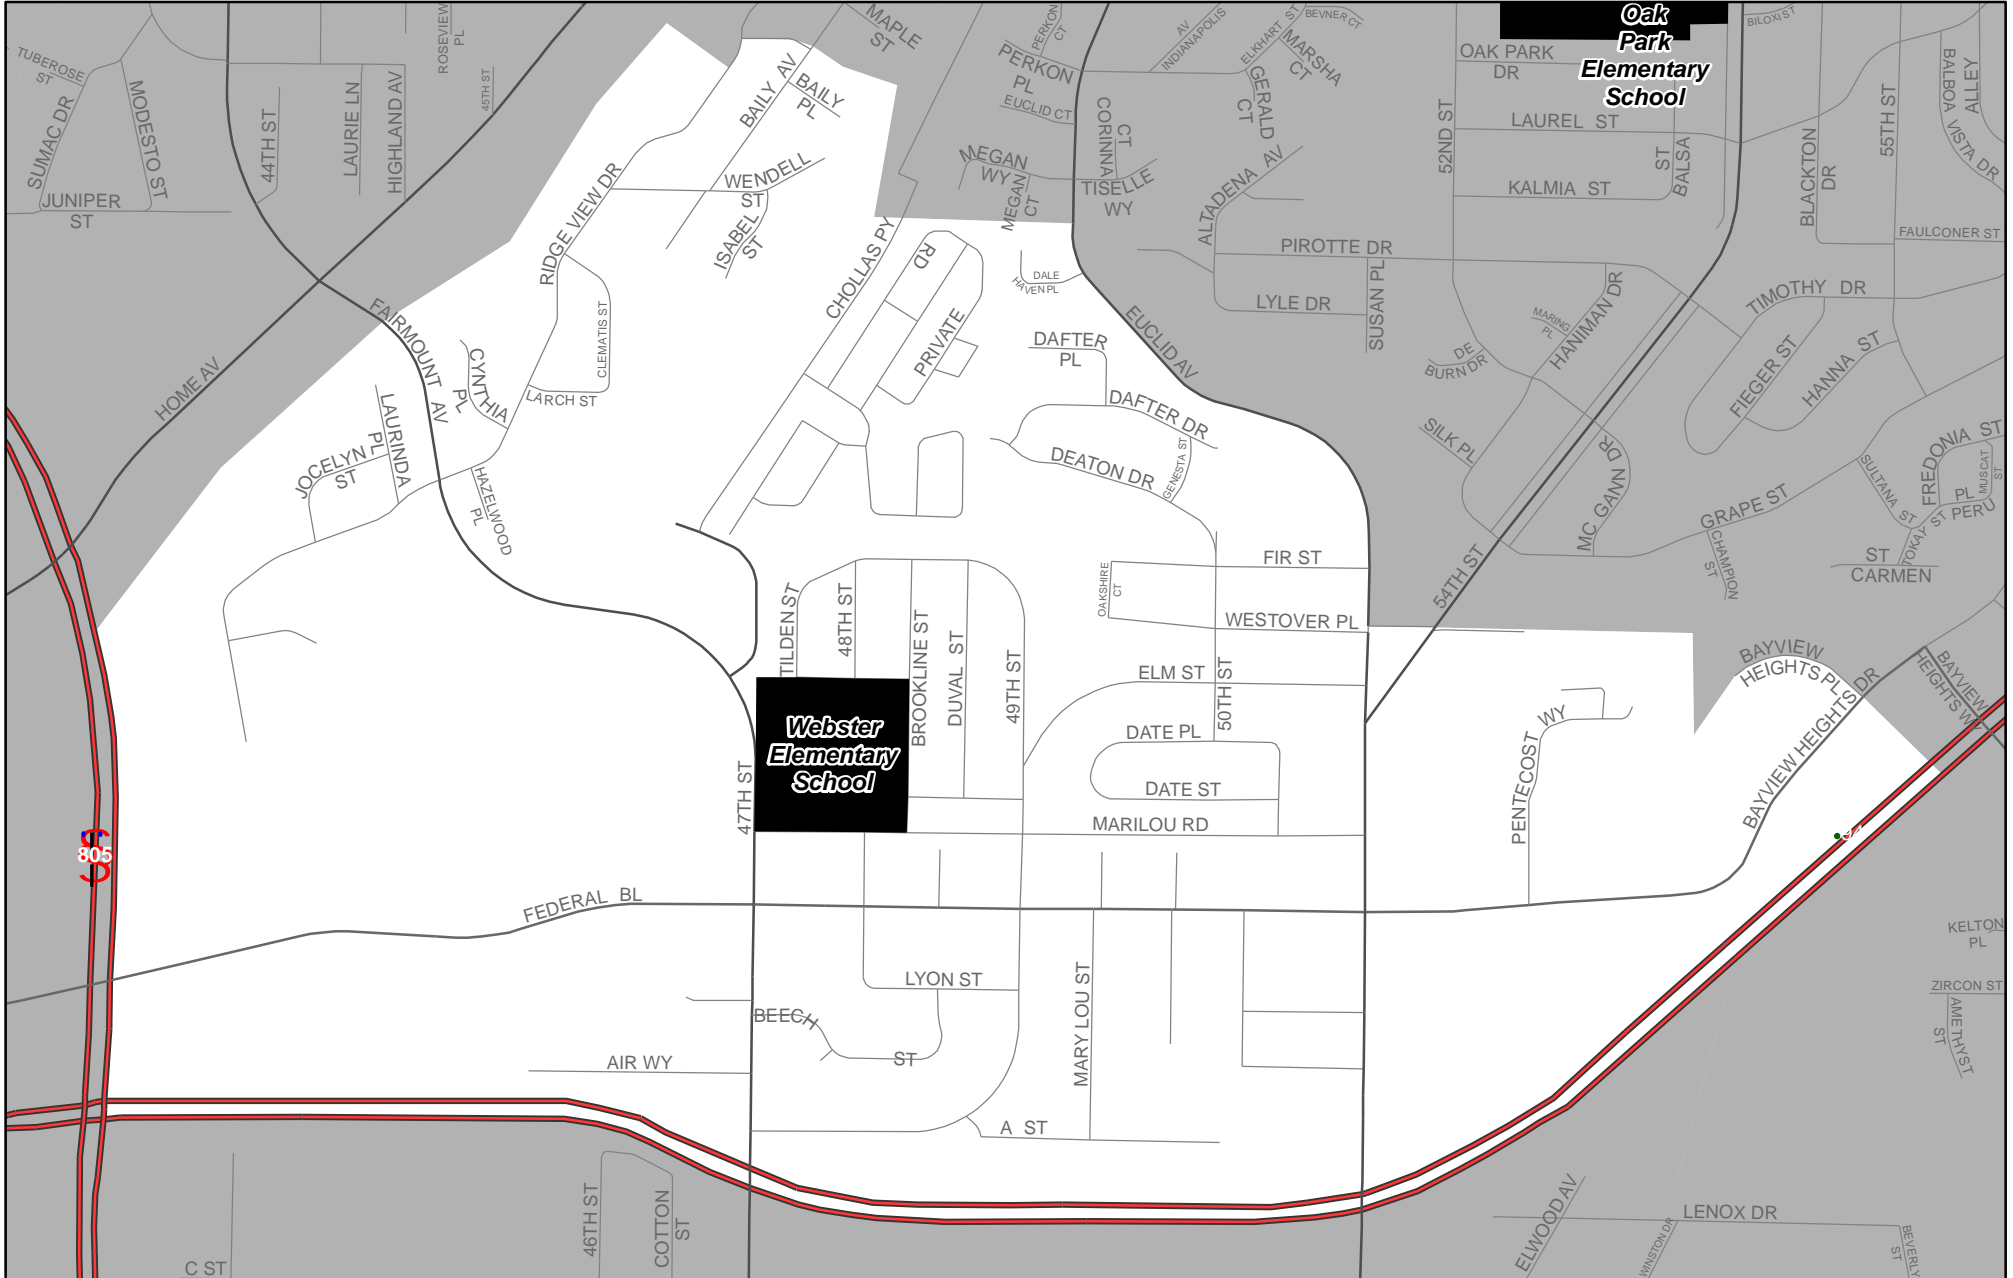 Oak
Park
Elementary
School
MAPLE
ST
PERKON
CT
AV
INDIANAPOLIS
BEVNER CT
ELKHART ST
MARSHA
CT
BILOXI ST
ROSEVIEW
PL
TUBEROSE
ST
MODESTO ST
SUMAC DR
JUNIPER
ST
44TH ST
LAURIE LN
HIGHLAND AV
45TH ST
BAILY AV
BAILY
PL
PERKON
PL
EUCLID CT
CORINNA
CT
GERALD
CT
OAK PARK
DR
52ND ST
LAUREL ST
BALSA
ST
KALMIA ST
BLACKTON
DR
55TH ST
BALBOA VISTA DR
ALLEY
FAULCONER ST
WENDELL
ST
ISABEL
ST
RIDGE VIEW DR
MEGAN
WY
MEGAN
CT
TISELLE
WY
ALTADENA AV
PIROTTE DR
LYLE DR
SUSAN PL
MARING
PL
HANIMAN DR
DE
BURN DR
TIMOTHY DR
FIEGER ST
HANNA ST
CHOLLAS PY
RD
PRIVATE
DALE
HAVEN PL
DAFTER
PL
EUCLID AV
CLEMATIS ST
LARCH ST
FAIRMOUNT AV
CYNTHIA
PL
HOME AV
LAURINDA
PL
JOCELYN
ST
HAZELWOOD
PL
DAFTER DR
DEATON DR
GENESTA ST
SILK PL
MC GANN DR
GRAPE ST
SULTANA ST
FREDONIA ST
MUSCAT
ST
PL
PERU
TOKAY ST
CHAMPION
ST
ST
CARMEN
54TH ST
FIR ST
OAKSHIRE
CT
WESTOVER PL
TILDEN ST
48TH ST
BROOKLINE ST
DUVAL ST
49TH ST
ELM ST
50TH ST
DATE PL
DATE ST
MARILOU RD
Webster
Elementary
School
47TH ST
PENTECOST
WY
BAYVIEW
HEIGHTS PL
BAYVIEW HEIGHTS DR
BAYVIEW
HEIGHTS WY
805
94
FEDERAL BL
LYON ST
BEECH
ST
AIR WY
MARY LOU ST
A ST
KELTON
PL
ZIRCON ST
AMETHYST
ST
46TH ST
COTTON
ST
C ST
ELWOOD AV
LENOX DR
WINSTON DR
BEVERLY
ST